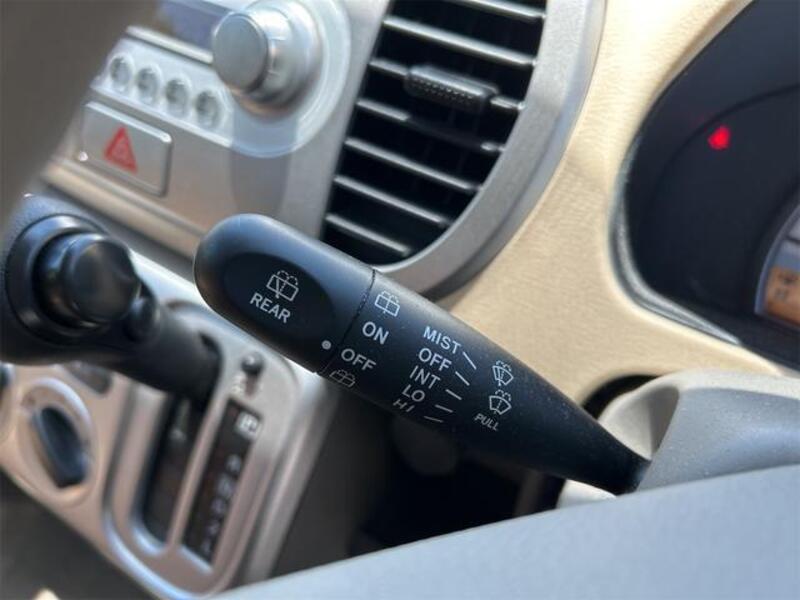 REAR
ON
OFF
MIST
OFF
INT
LO
HI
PULL